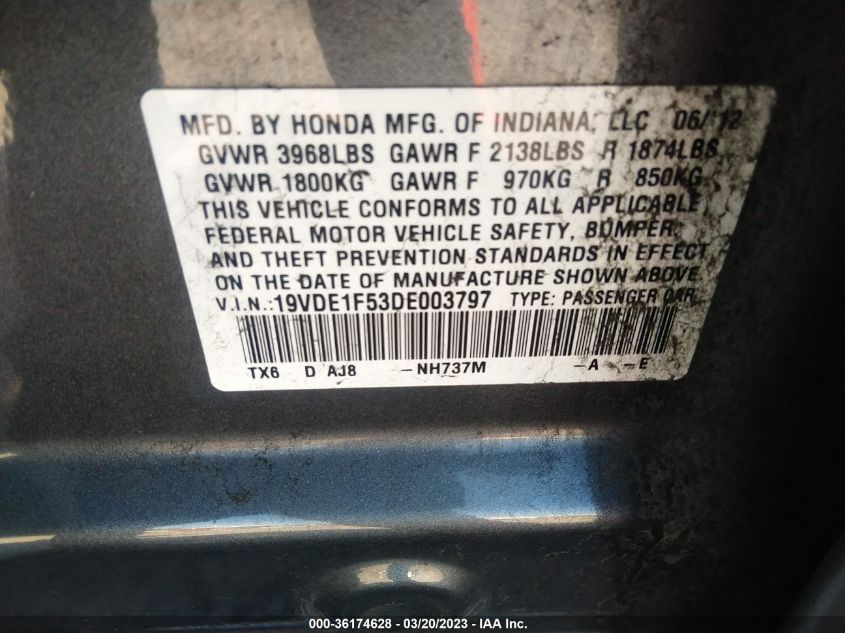 MFD. BY HONDA MFG. OF INDIANA, LLC 06/12
GVWR 3968LBS GAWR F 2138LBS R 1874LBS
GVWR 1800KG GAWR F 970KG R 850KG
THIS VEHICLE CONFORMS TO ALL APPLICABLE
FEDERAL MOTOR VEHICLE SAFETY, BUMPER,
AND THEFT PREVENTION STANDARDS IN EFFECT
ON THE DATE OF MANUFACTURE SHOWN ABOVE.
V.I.N.:19VDE1F53DE003797 TYPE: PASSENGER CAR
TX6 D AJ8 -NH737M -A -E
000-36174628 — 03/20/2023 — IAA Inc.